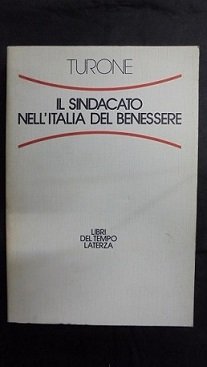 TURONE
IL SINDACATO
NELL'ITALIA DEL BENESSERE
LIBRI
DEL TEMPO
LATERZA